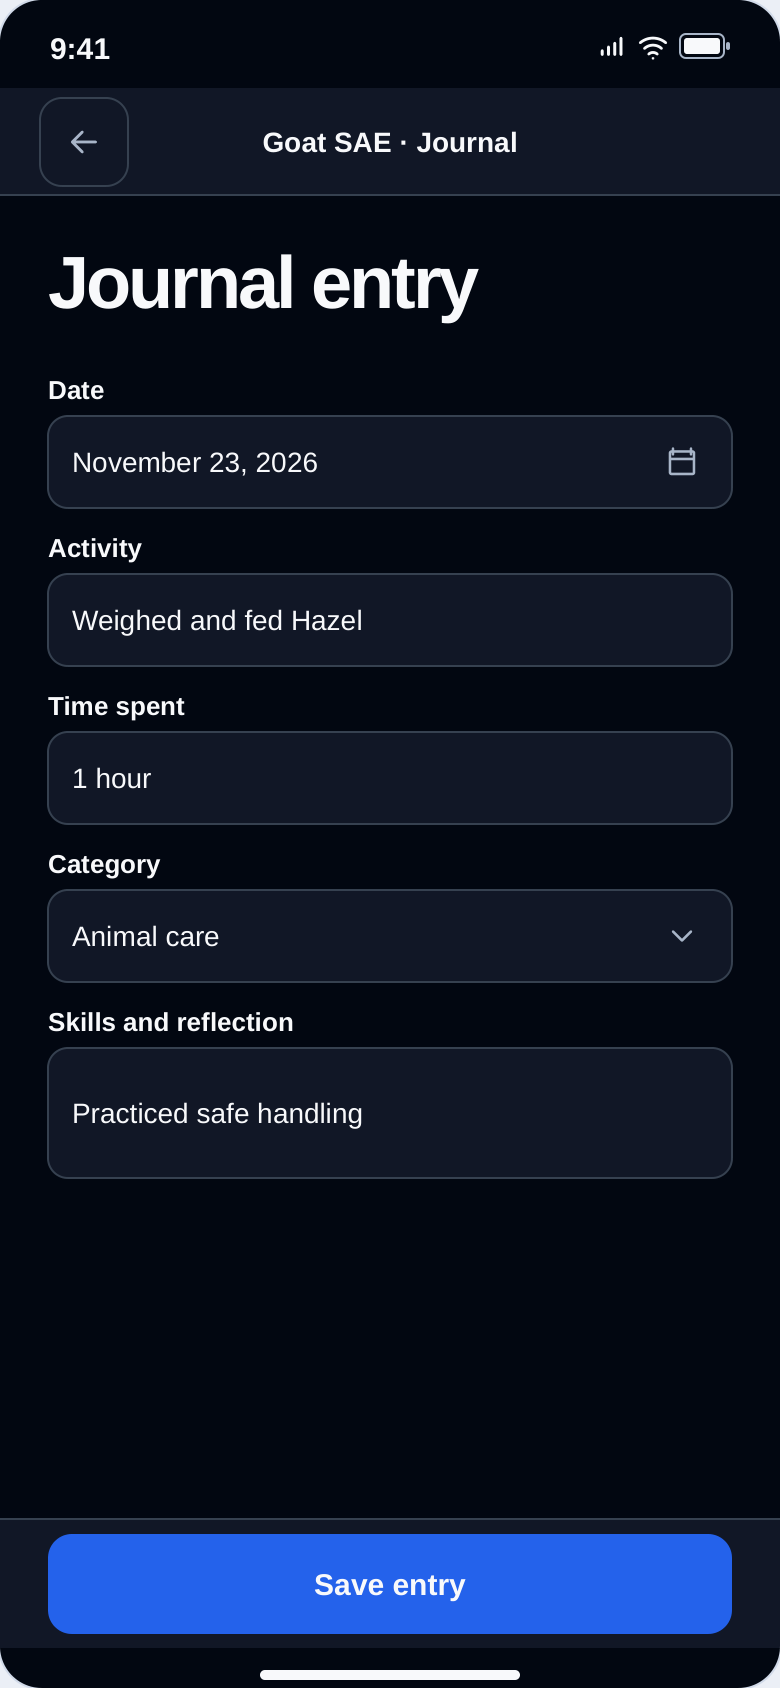 9:41
Goat SAE · Journal
Journal entry
Date
November 23, 2026
Activity
Weighed and fed Hazel
Time spent
1 hour
Category
Animal care
Skills and reflection
Practiced safe handling
Save entry